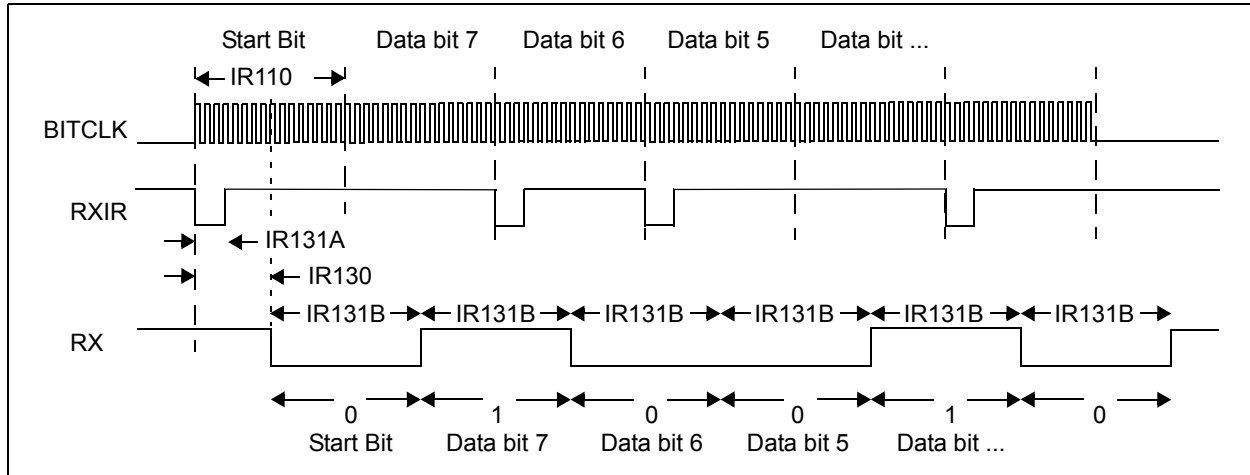 Start Bit Data bit 7 Data bit 6 Data bit 5 Data bit ...
IR110
BITCLK
RXIR
IR131A
IR130
IR131B IR131B IR131B IR131B IR131B IR131B
RX
0 1 0 0 1 0
Start Bit Data bit 7 Data bit 6 Data bit 5 Data bit ...